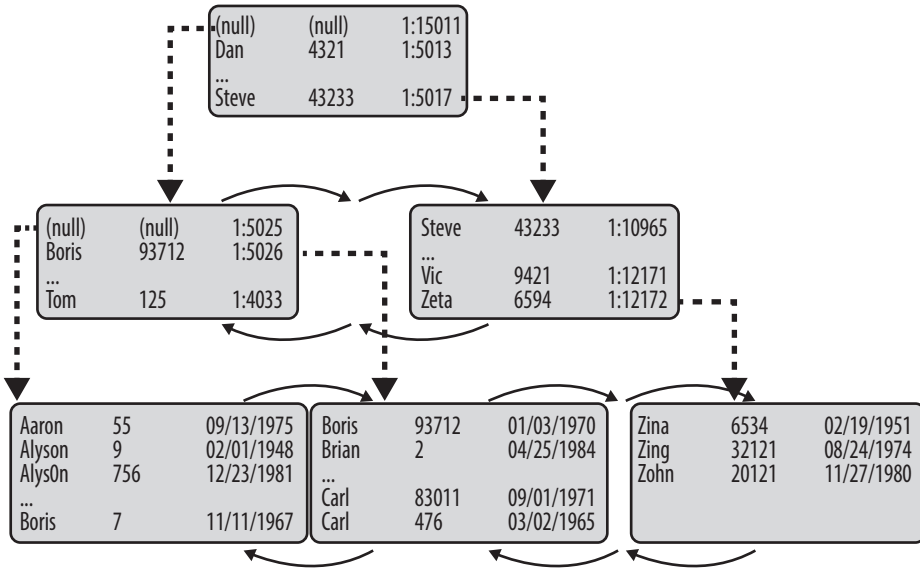 (null) (null) 1:15011
Dan 4321 1:5013
...
Steve 43233 1:5017
(null) (null) 1:5025
Boris 93712 1:5026
...
Tom 125 1:4033
Steve 43233 1:10965
...
Vic 9421 1:12171
Zeta 6594 1:12172
Aaron 55 09/13/1975
Alyson 9 02/01/1948
Alys0n 756 12/23/1981
...
Boris 7 11/11/1967
Boris 93712 01/03/1970
Brian 2 04/25/1984
...
Carl 83011 09/01/1971
Carl 476 03/02/1965
Zina 6534 02/19/1951
Zing 32121 08/24/1974
Zohn 20121 11/27/1980